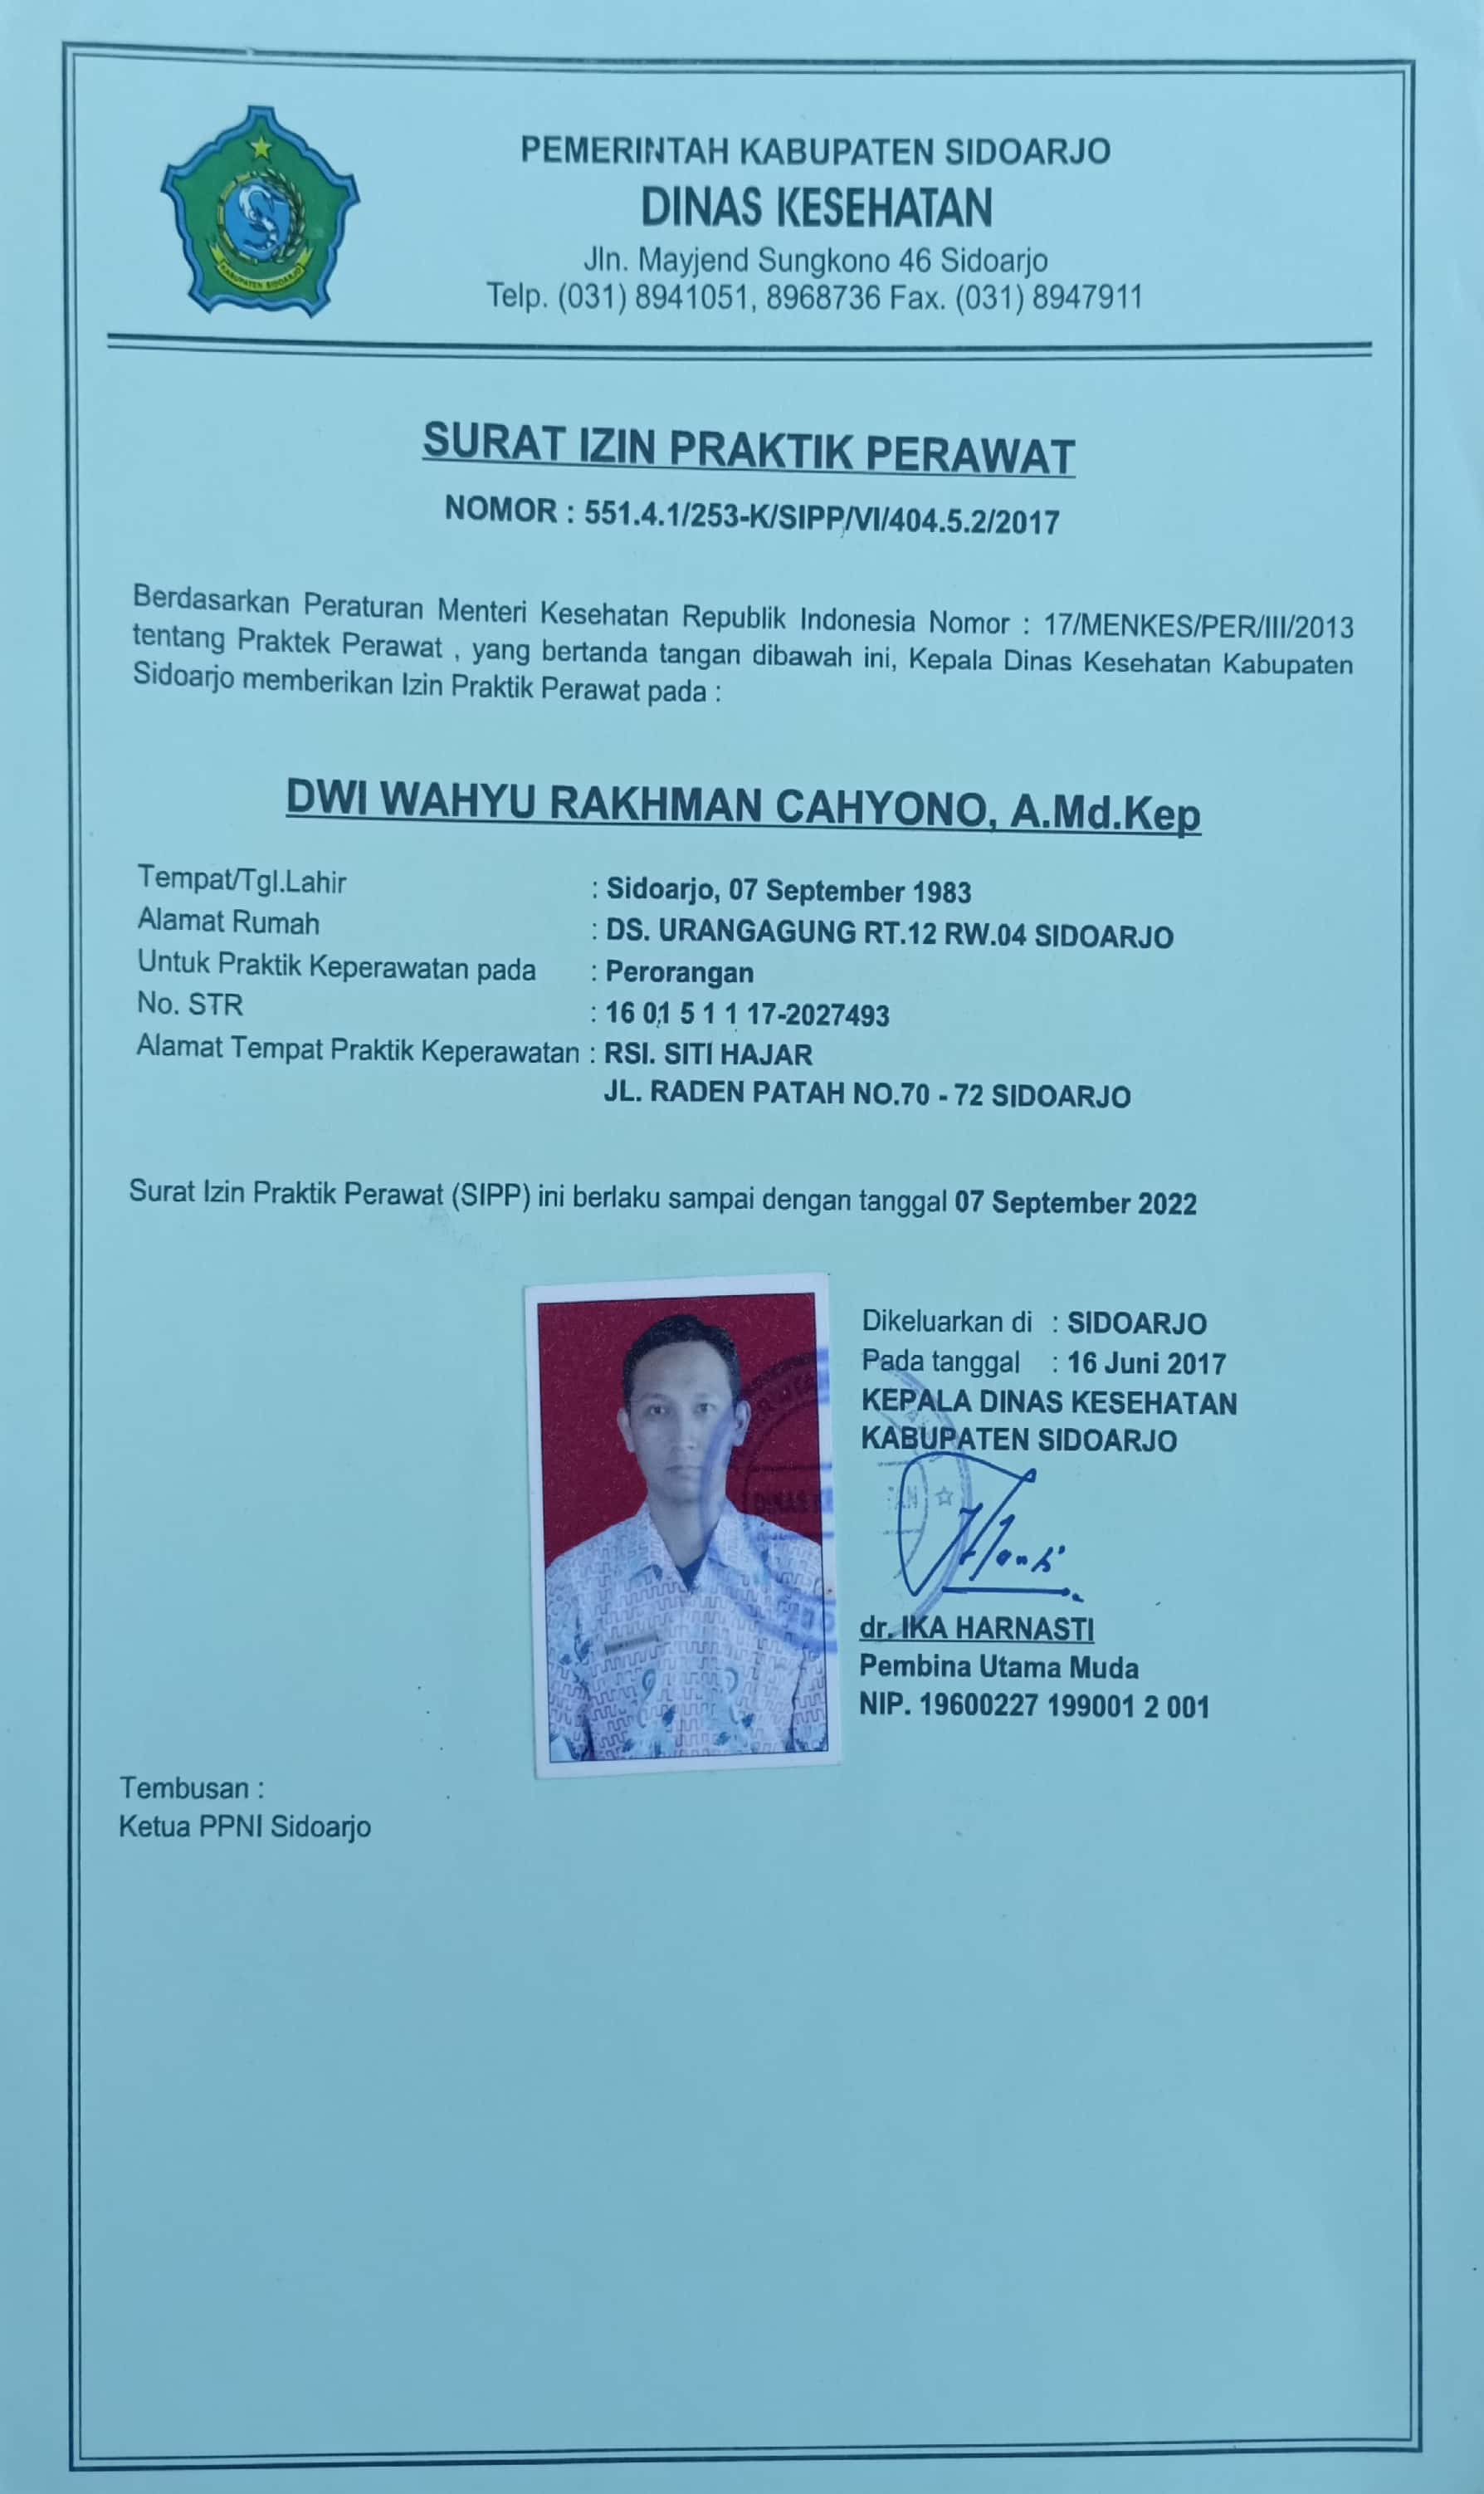 KABUPATEN SIDOARJO
PEMERINTAH KABUPATEN SIDOARJO
DINAS KESEHATAN
Jln. Mayjend Sungkono 46 Sidoarjo
Telp. (031) 8941051, 8968736 Fax. (031) 8947911
SURAT IZIN PRAKTIK PERAWAT
NOMOR : 551.4.1/253-K/SIPP/VI/404.5.2/2017
Berdasarkan Peraturan Menteri Kesehatan Republik Indonesia Nomor : 17/MENKES/PER/III/2013
tentang Praktek Perawat , yang bertanda tangan dibawah ini, Kepala Dinas Kesehatan Kabupaten
Sidoarjo memberikan Izin Praktik Perawat pada :
DWI WAHYU RAKHMAN CAHYONO, A.Md.Kep
Tempat/Tgl.Lahir : Sidoarjo, 07 September 1983
Alamat Rumah : DS. URANGAGUNG RT.12 RW.04 SIDOARJO
Untuk Praktik Keperawatan pada : Perorangan
No. STR : 16 01 5 1 1 17-2027493
Alamat Tempat Praktik Keperawatan : RSI. SITI HAJAR
JL. RADEN PATAH NO.70 - 72 SIDOARJO
Surat Izin Praktik Perawat (SIPP) ini berlaku sampai dengan tanggal 07 September 2022
Dikeluarkan di : SIDOARJO
Pada tanggal : 16 Juni 2017
KEPALA DINAS KESEHATAN
KABUPATEN SIDOARJO
dr. IKA HARNASTI
Pembina Utama Muda
NIP. 19600227 199001 2 001
Tembusan :
Ketua PPNI Sidoarjo